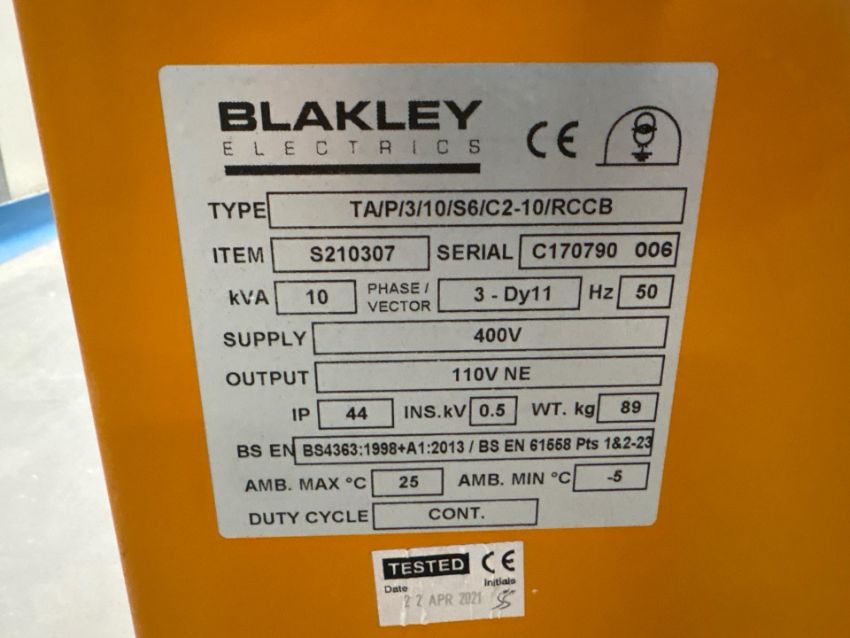 BLAKLEY
ELECTRICS
CE
TYPE TA/P/3/10/S6/C2-10/RCCB
ITEM S210307 SERIAL C170790 006
kVA 10 PHASE / VECTOR 3 - Dy11 Hz 50
SUPPLY 400V
OUTPUT 110V NE
IP 44 INS.kV 0.5 WT. kg 89
BS EN BS4363:1998+A1:2013 / BS EN 61558 Pts 1&2-23
AMB. MAX °C 25 AMB. MIN °C -5
DUTY CYCLE CONT.
TESTED CE
Date Initials
22 APR 2021